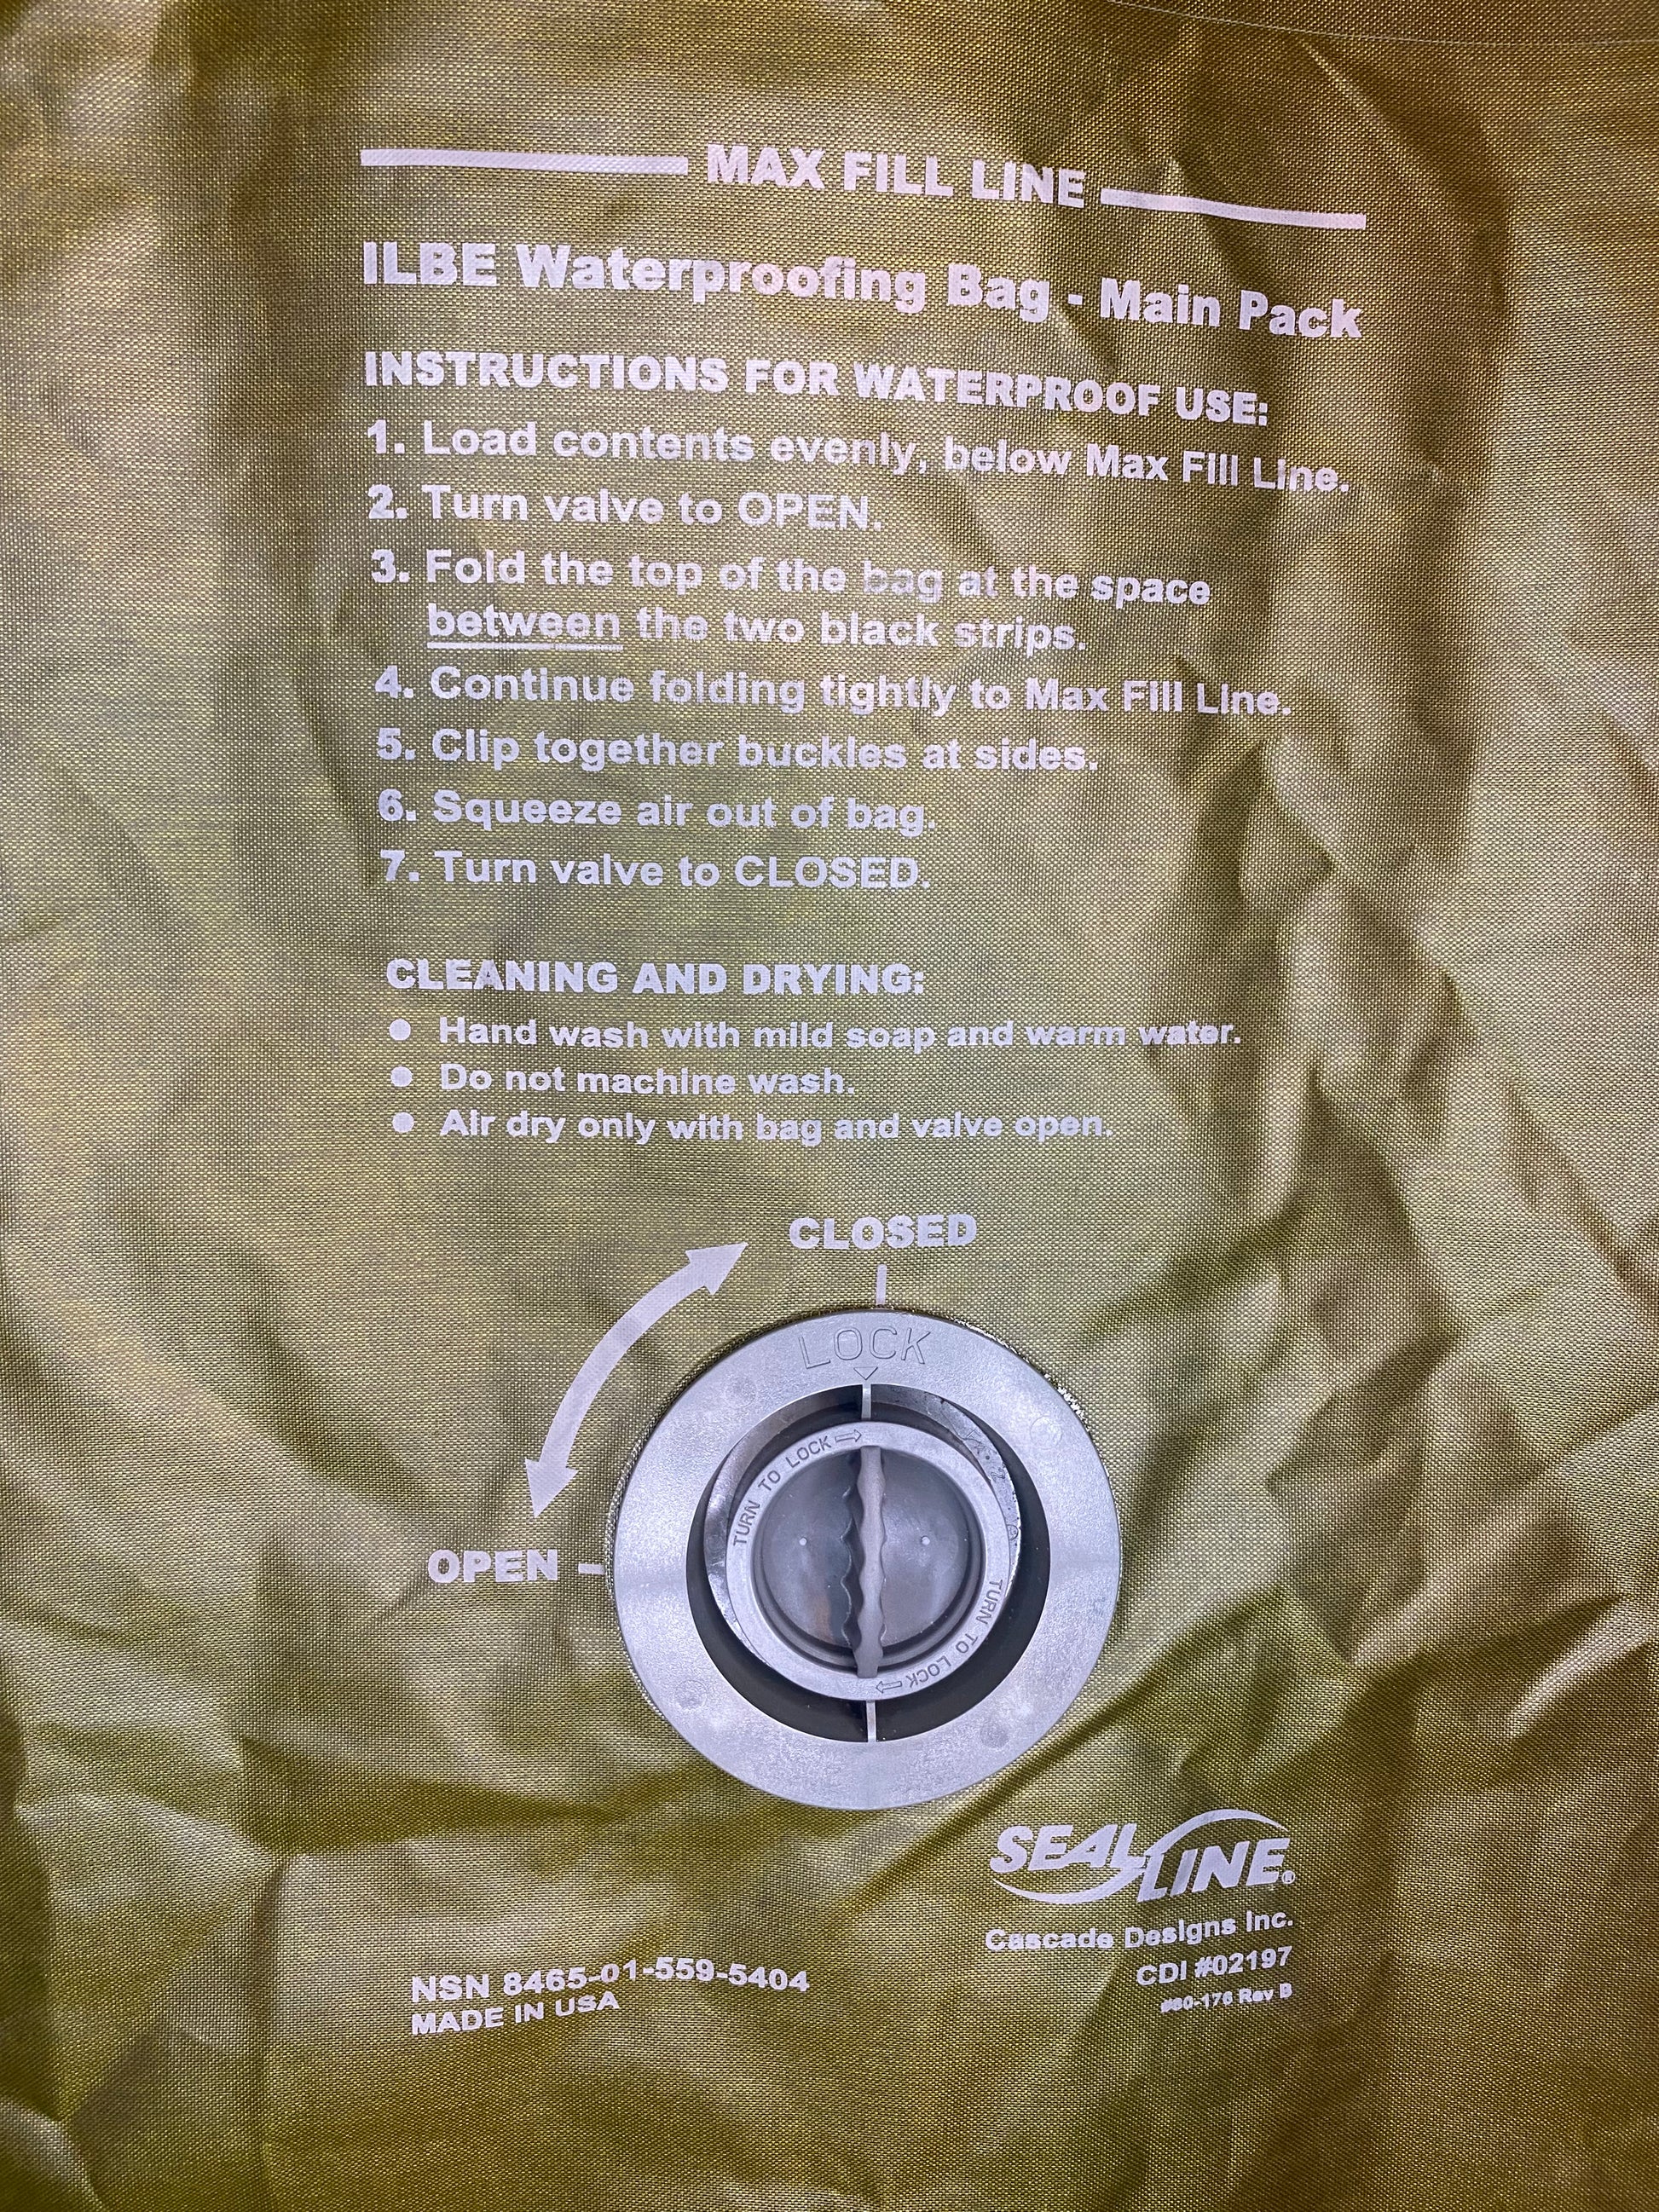 MAX FILL LINE
ILBE Waterproofing Bag - Main Pack
INSTRUCTIONS FOR WATERPROOF USE:
1. Load contents evenly, below Max Fill Line.
2. Turn valve to OPEN.
3. Fold the top of the bag at the space
between the two black strips.
4. Continue folding tightly to Max Fill Line.
5. Clip together buckles at sides.
6. Squeeze air out of bag.
7. Turn valve to CLOSED.
CLEANING AND DRYING:
● Hand wash with mild soap and warm water.
● Do not machine wash.
● Air dry only with bag and valve open.
CLOSED
LOCK
TURN TO LOCK
TURN TO LOCK
OPEN
SEAL LINE®
Cascade Designs Inc.
CDI #02197
Rev B
NSN 8465-01-559-5404
MADE IN USA